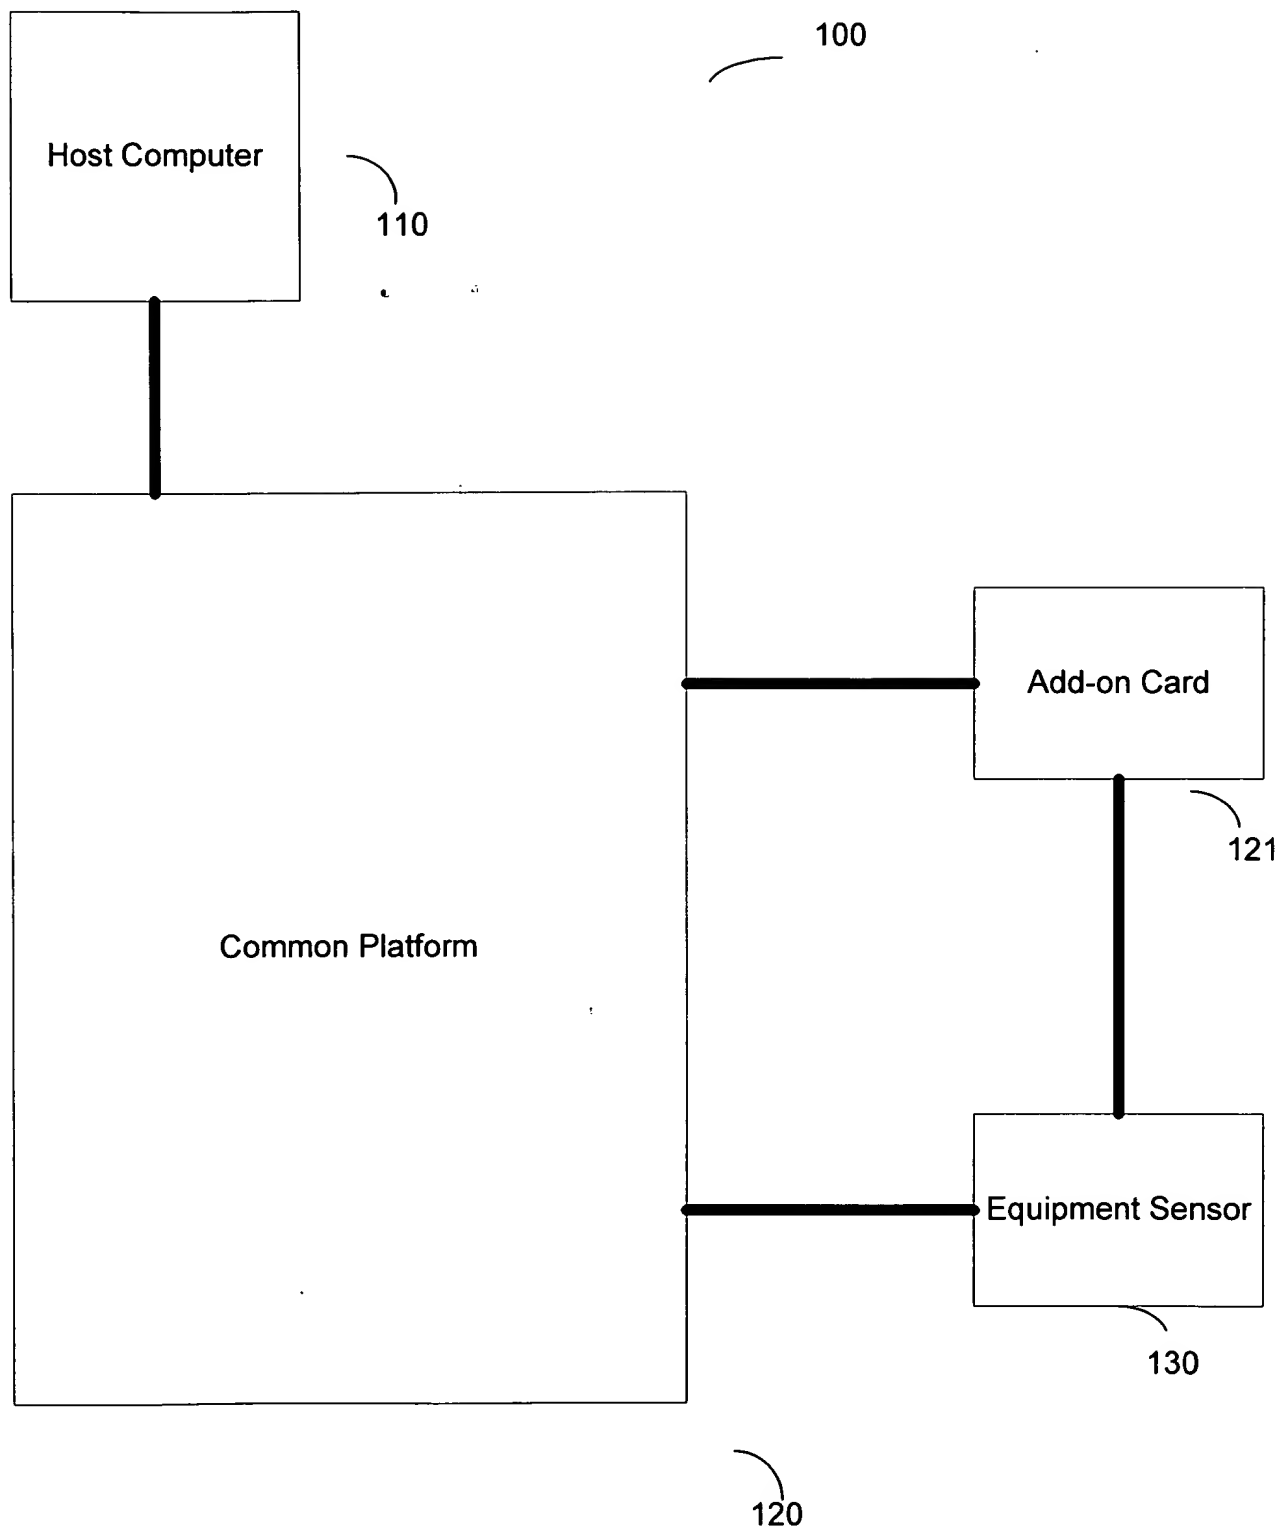 100
Host Computer
110
Add-on Card
121
Common Platform
Equipment Sensor
130
120